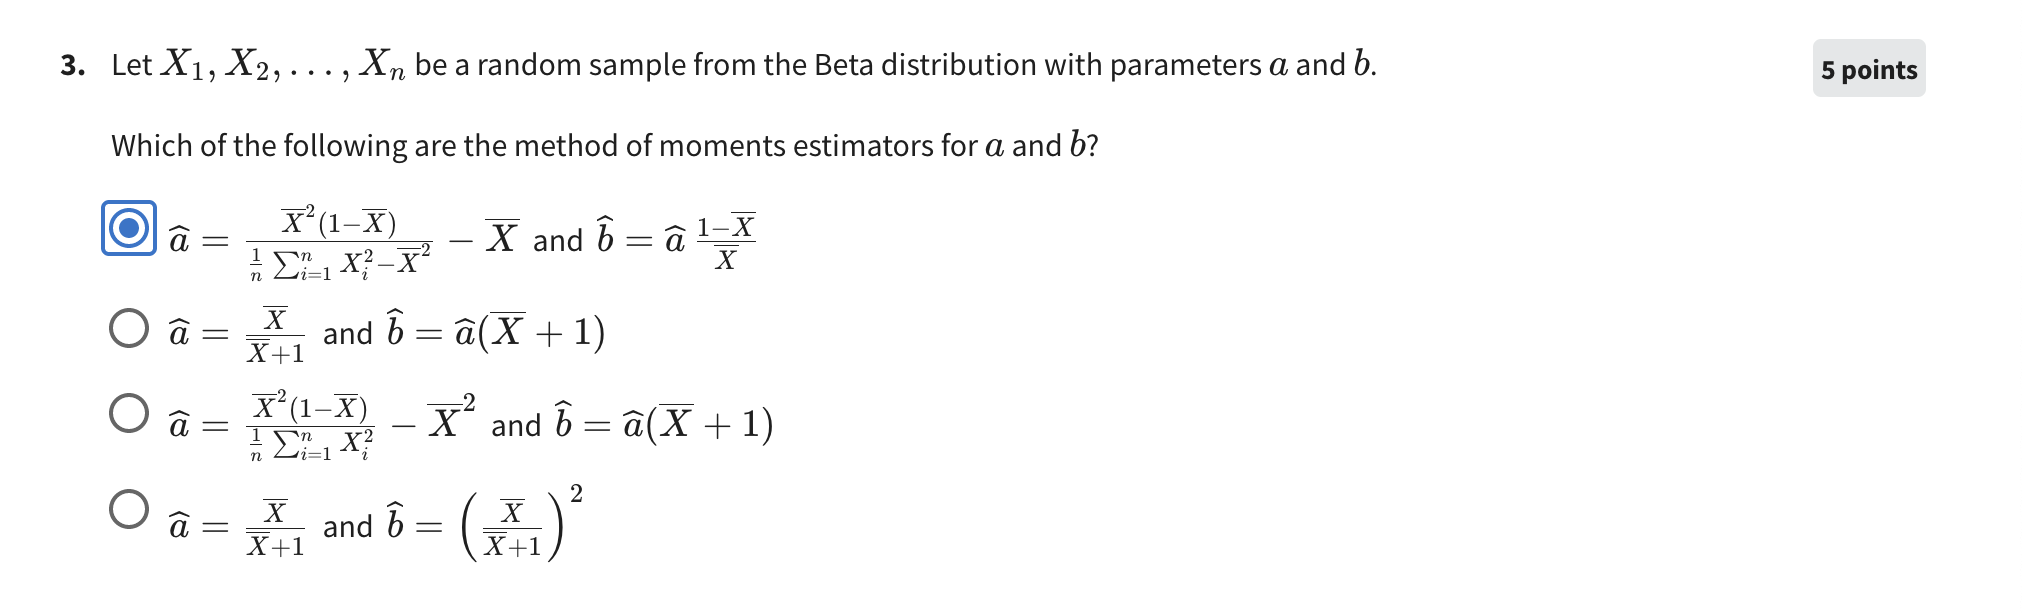 3. Let X₁, X₂, . . . , Xₙ be a random sample from the Beta distribution with parameters a and b.
5 points
Which of the following are the method of moments estimators for a and b?
$\widehat{a} = \frac{\overline{X}^2(1-\overline{X})}{\frac{1}{n}\sum_{i=1}^{n} X_i^2-\overline{X}^2} - \overline{X}$ and $\widehat{b} = \widehat{a}\,\frac{1-\overline{X}}{\overline{X}}$
$\widehat{a} = \frac{\overline{X}}{\overline{X}+1}$ and $\widehat{b} = \widehat{a}(\overline{X} + 1)$
$\widehat{a} = \frac{\overline{X}^2(1-\overline{X})}{\frac{1}{n}\sum_{i=1}^{n} X_i^2} - \overline{X}^2$ and $\widehat{b} = \widehat{a}(\overline{X} + 1)$
$\widehat{a} = \frac{\overline{X}}{\overline{X}+1}$ and $\widehat{b} = \left(\frac{\overline{X}}{\overline{X}+1}\right)^2$